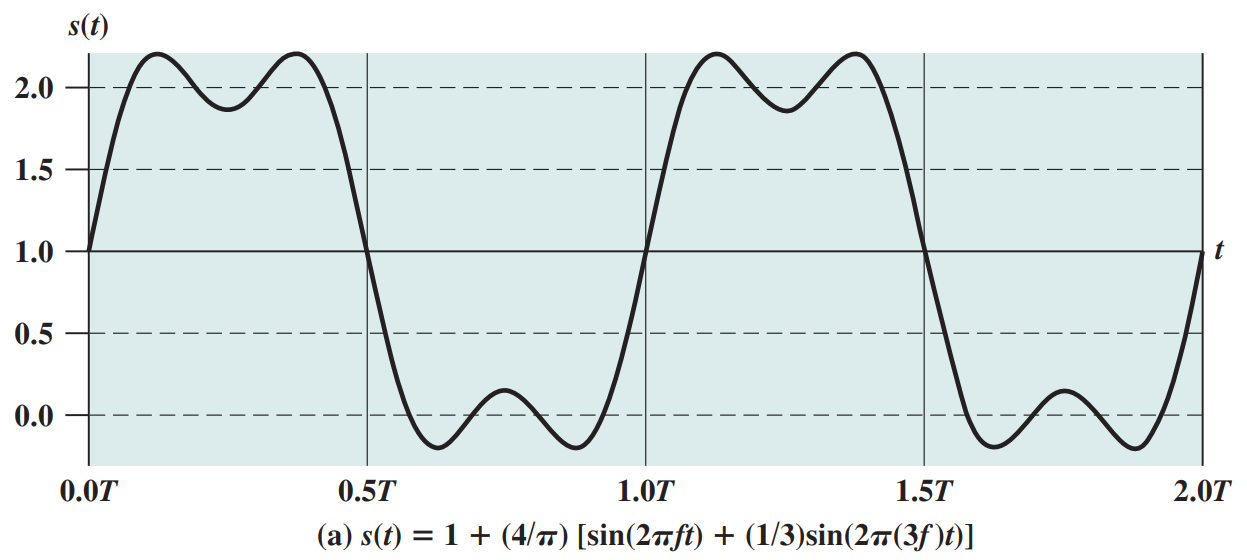 s(t)
2.0
1.5
1.0
t
0.5
0.0
0.0T 0.5T 1.0T 1.5T 2.0T
(a) s(t) = 1 + (4/π) [sin(2πft) + (1/3)sin(2π(3f)t)]